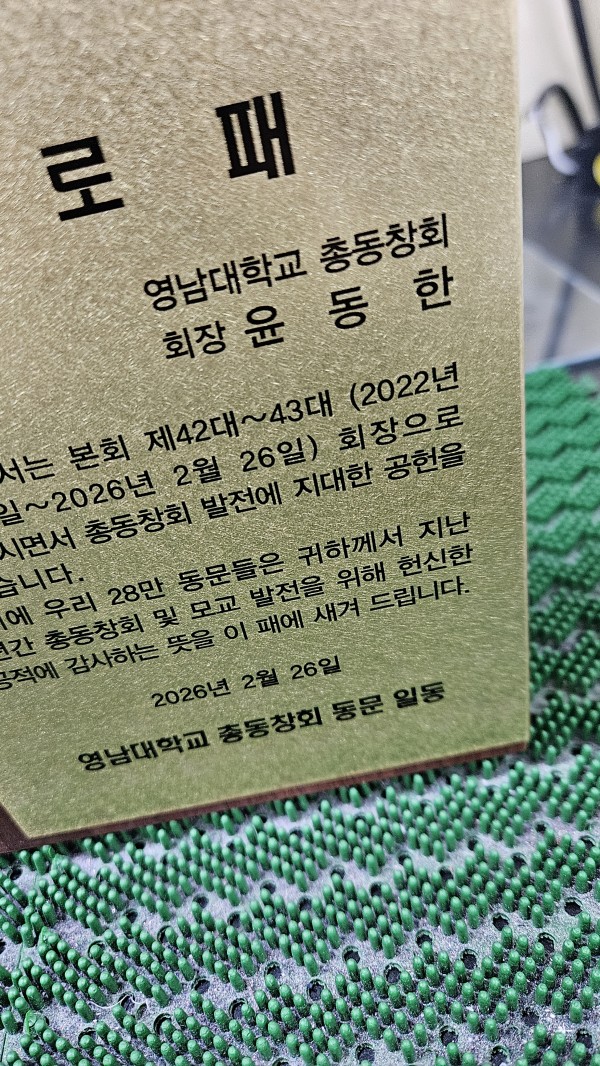 로 패
영남대학교 총동창회
회장 윤 동 한
서는 본회 제42대~43대 (2022년
일~2026년 2월 26일) 회장으로
시면서 총동창회 발전에 지대한 공헌을
습니다.
에 우리 28만 동문들은 귀하께서 지난
년간 총동창회 및 모교 발전을 위해 헌신한
공적에 감사하는 뜻을 이 패에 새겨 드립니다.
2026년 2월 26일
영남대학교 총동창회 동문 일동